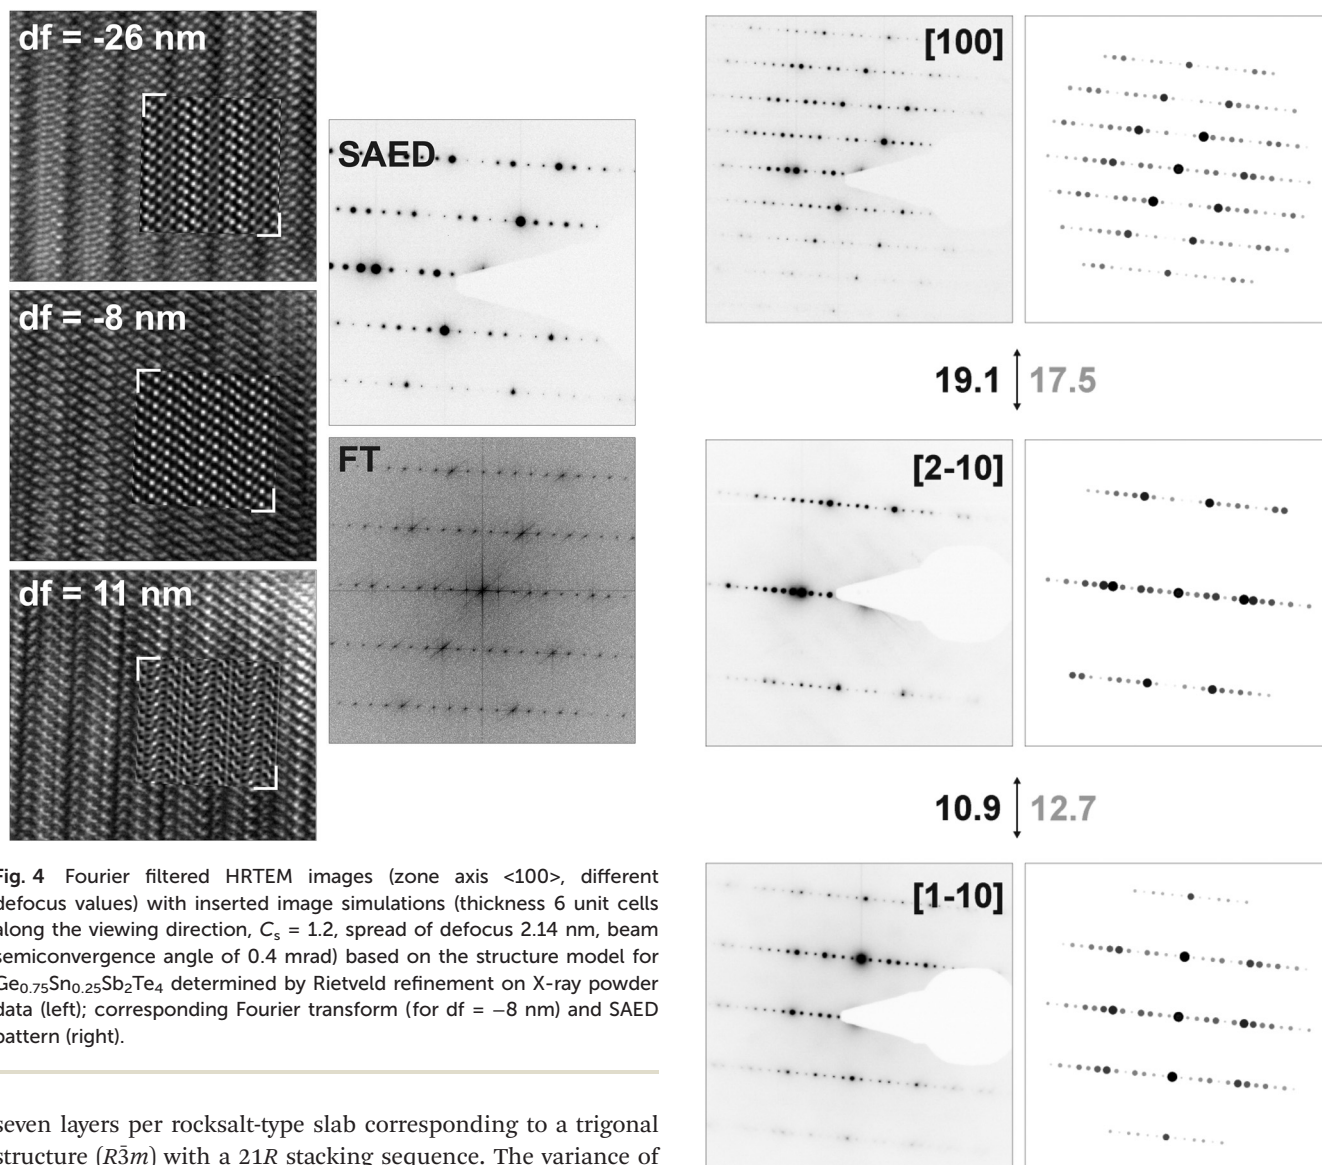 df = -26 nm
df = -8 nm
df = 11 nm
SAED
FT
Fig. 4 Fourier filtered HRTEM images (zone axis <100>, different
defocus values) with inserted image simulations (thickness 6 unit cells
along the viewing direction, Cs = 1.2, spread of defocus 2.14 nm, beam
semiconvergence angle of 0.4 mrad) based on the structure model for
Ge0.75Sn0.25Sb2Te4 determined by Rietveld refinement on X-ray powder
data (left); corresponding Fourier transform (for df = −8 nm) and SAED
pattern (right).
seven layers per rocksalt-type slab corresponding to a trigonal
structure (R3̄m) with a 21R stacking sequence. The variance of
[100]
19.1 17.5
[2-10]
10.9 12.7
[1-10]